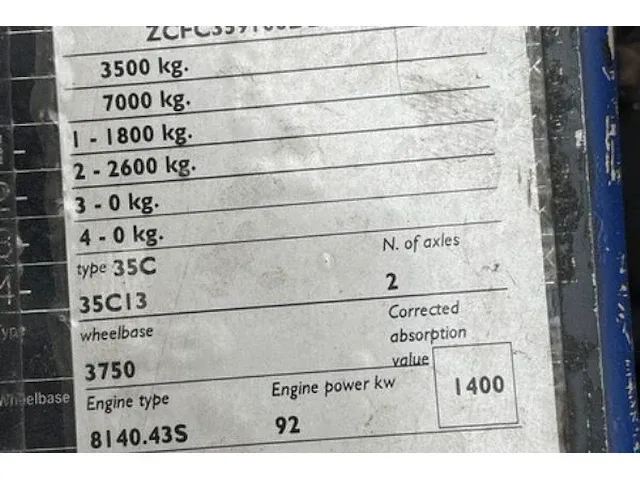 3500 kg.
7000 kg.
1 - 1800 kg.
2 - 2600 kg.
3 - 0 kg.
4 - 0 kg.
type 35C
N. of axles
35C13
2
wheelbase
Corrected
absorption
value
3750
1400
Wheelbase
Engine type
Engine power kw
8140.43S
92